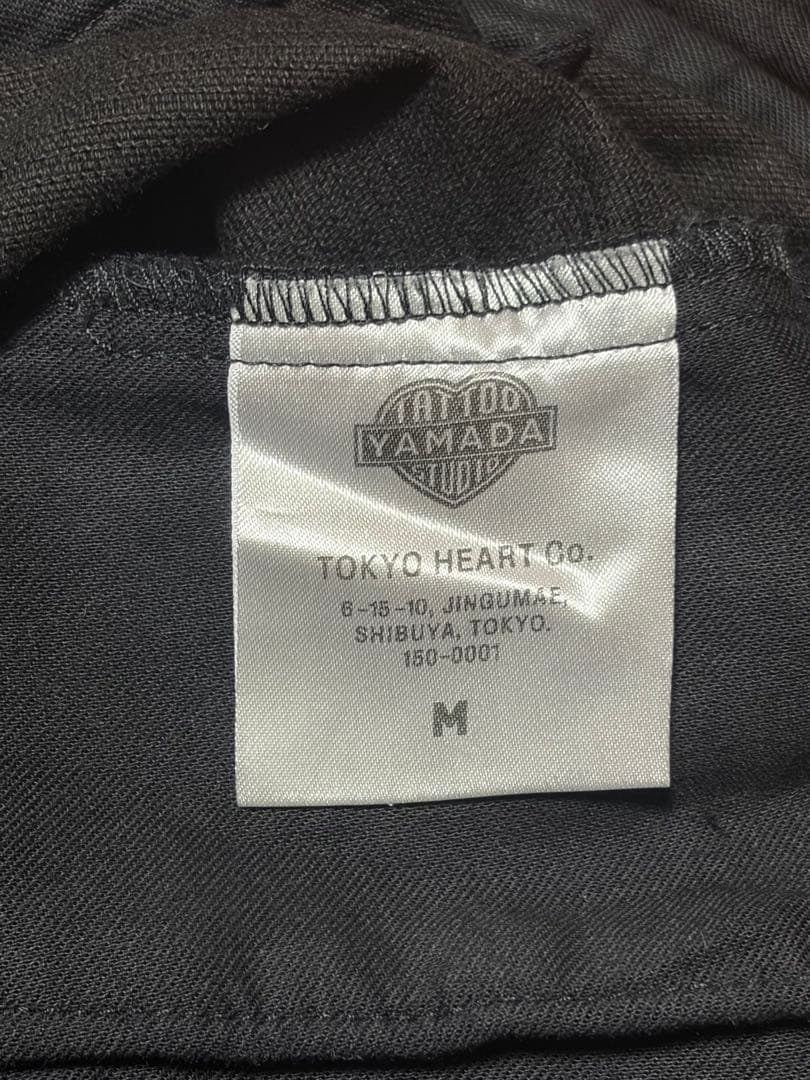 TATTOO
YAMADA
STUDIO
TOKYO HEART Co.
6-15-10, JINGUMAE,
SHIBUYA, TOKYO.
150-0001
M